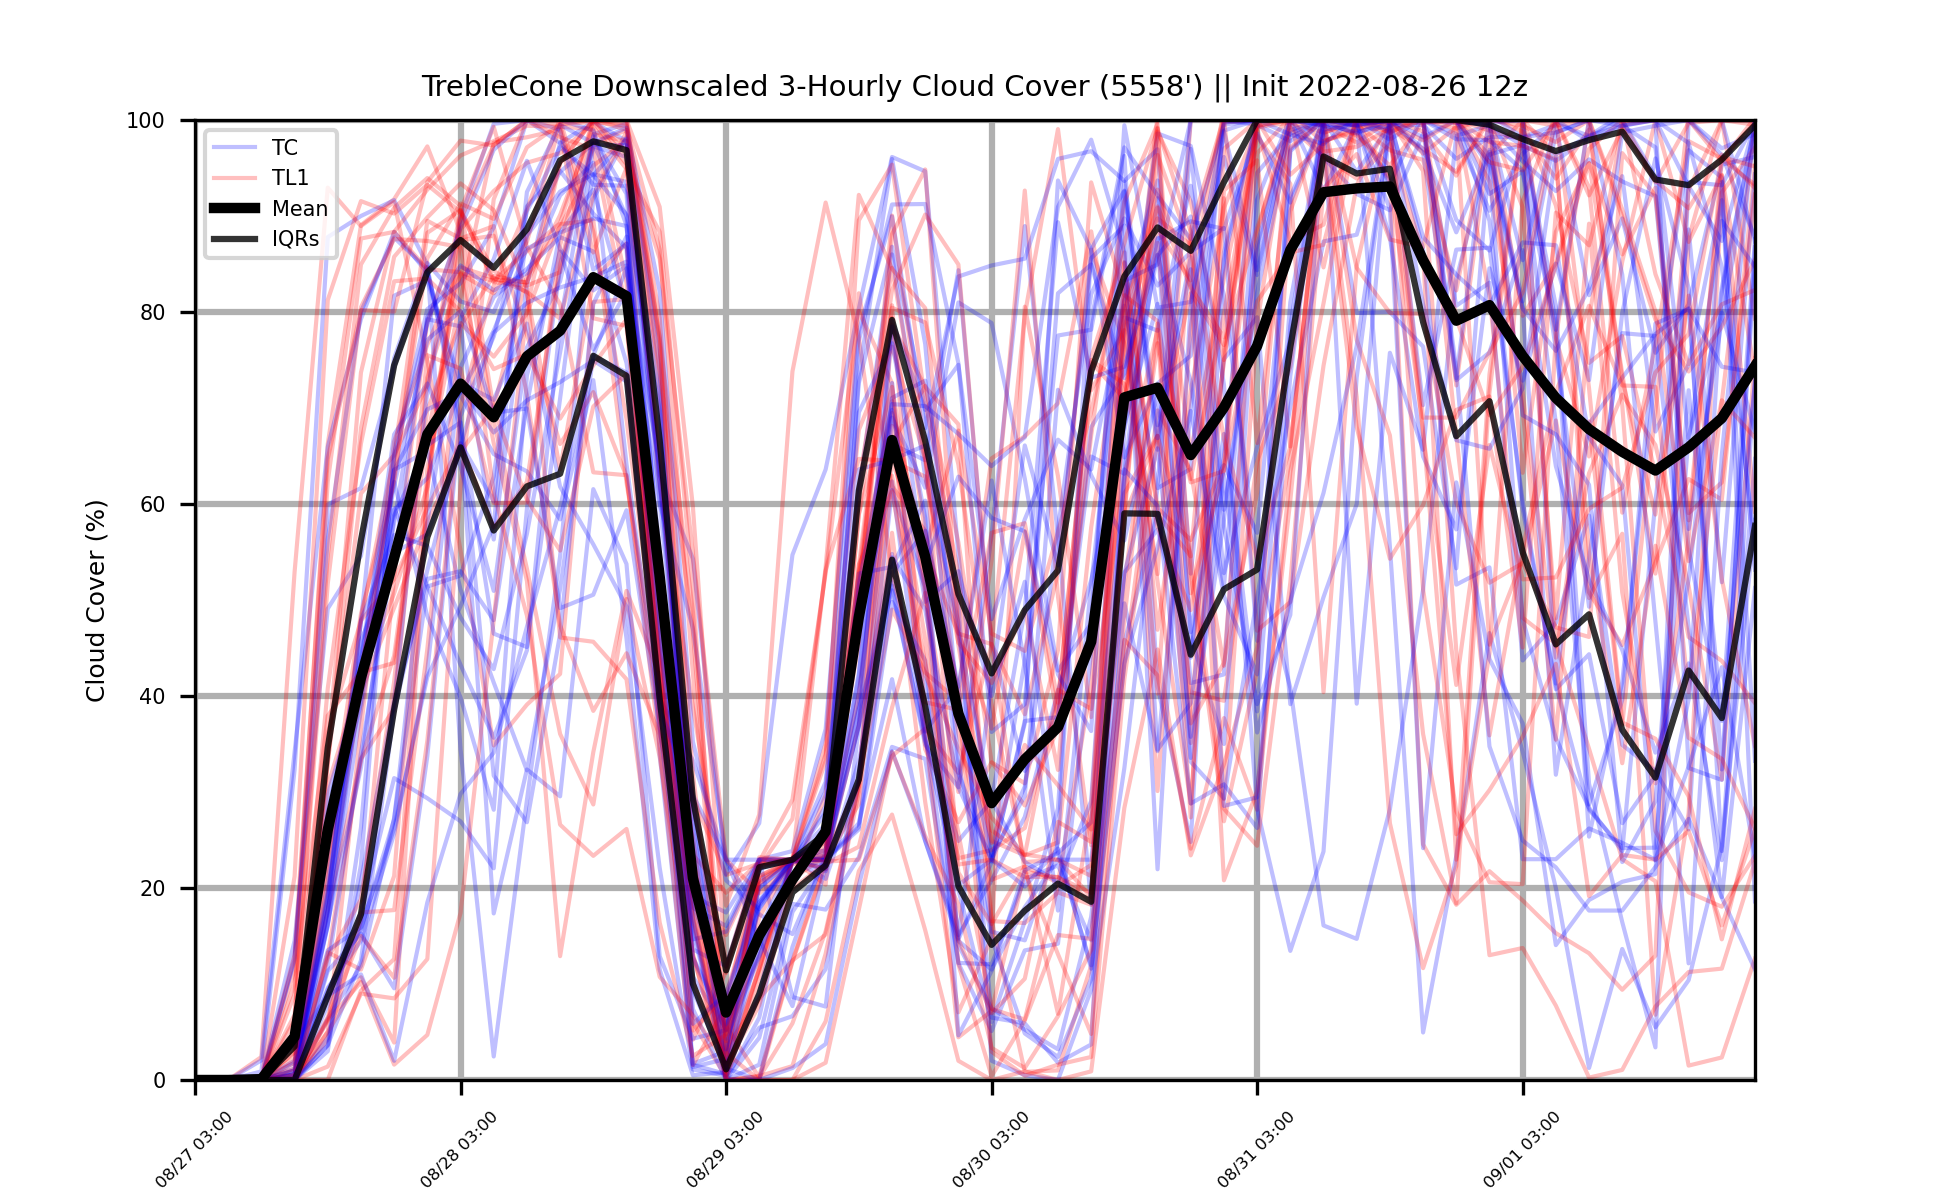 TrebleCone Downscaled 3-Hourly Cloud Cover (5558') || Init 2022-08-26 12z
TC
TL1
Mean
IQRs
Cloud Cover (%)
100
80
60
40
20
0
08/27 03:00
08/28 03:00
08/29 03:00
08/30 03:00
08/31 03:00
09/01 03:00